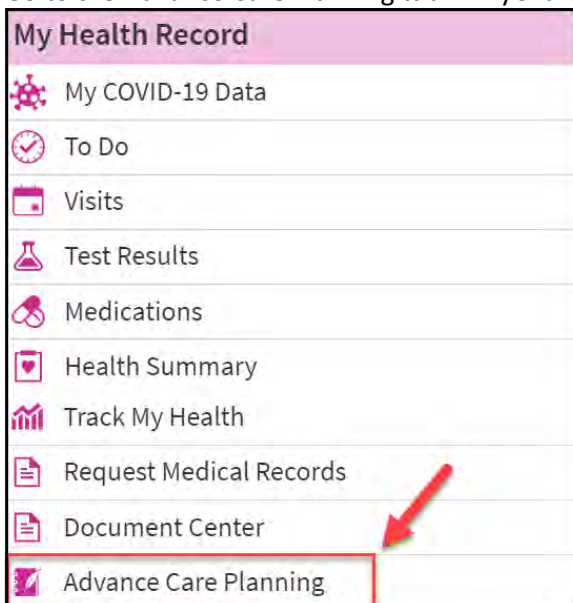 My Health Record
My COVID-19 Data
To Do
Visits
Test Results
Medications
Health Summary
Track My Health
Request Medical Records
Document Center
Advance Care Planning